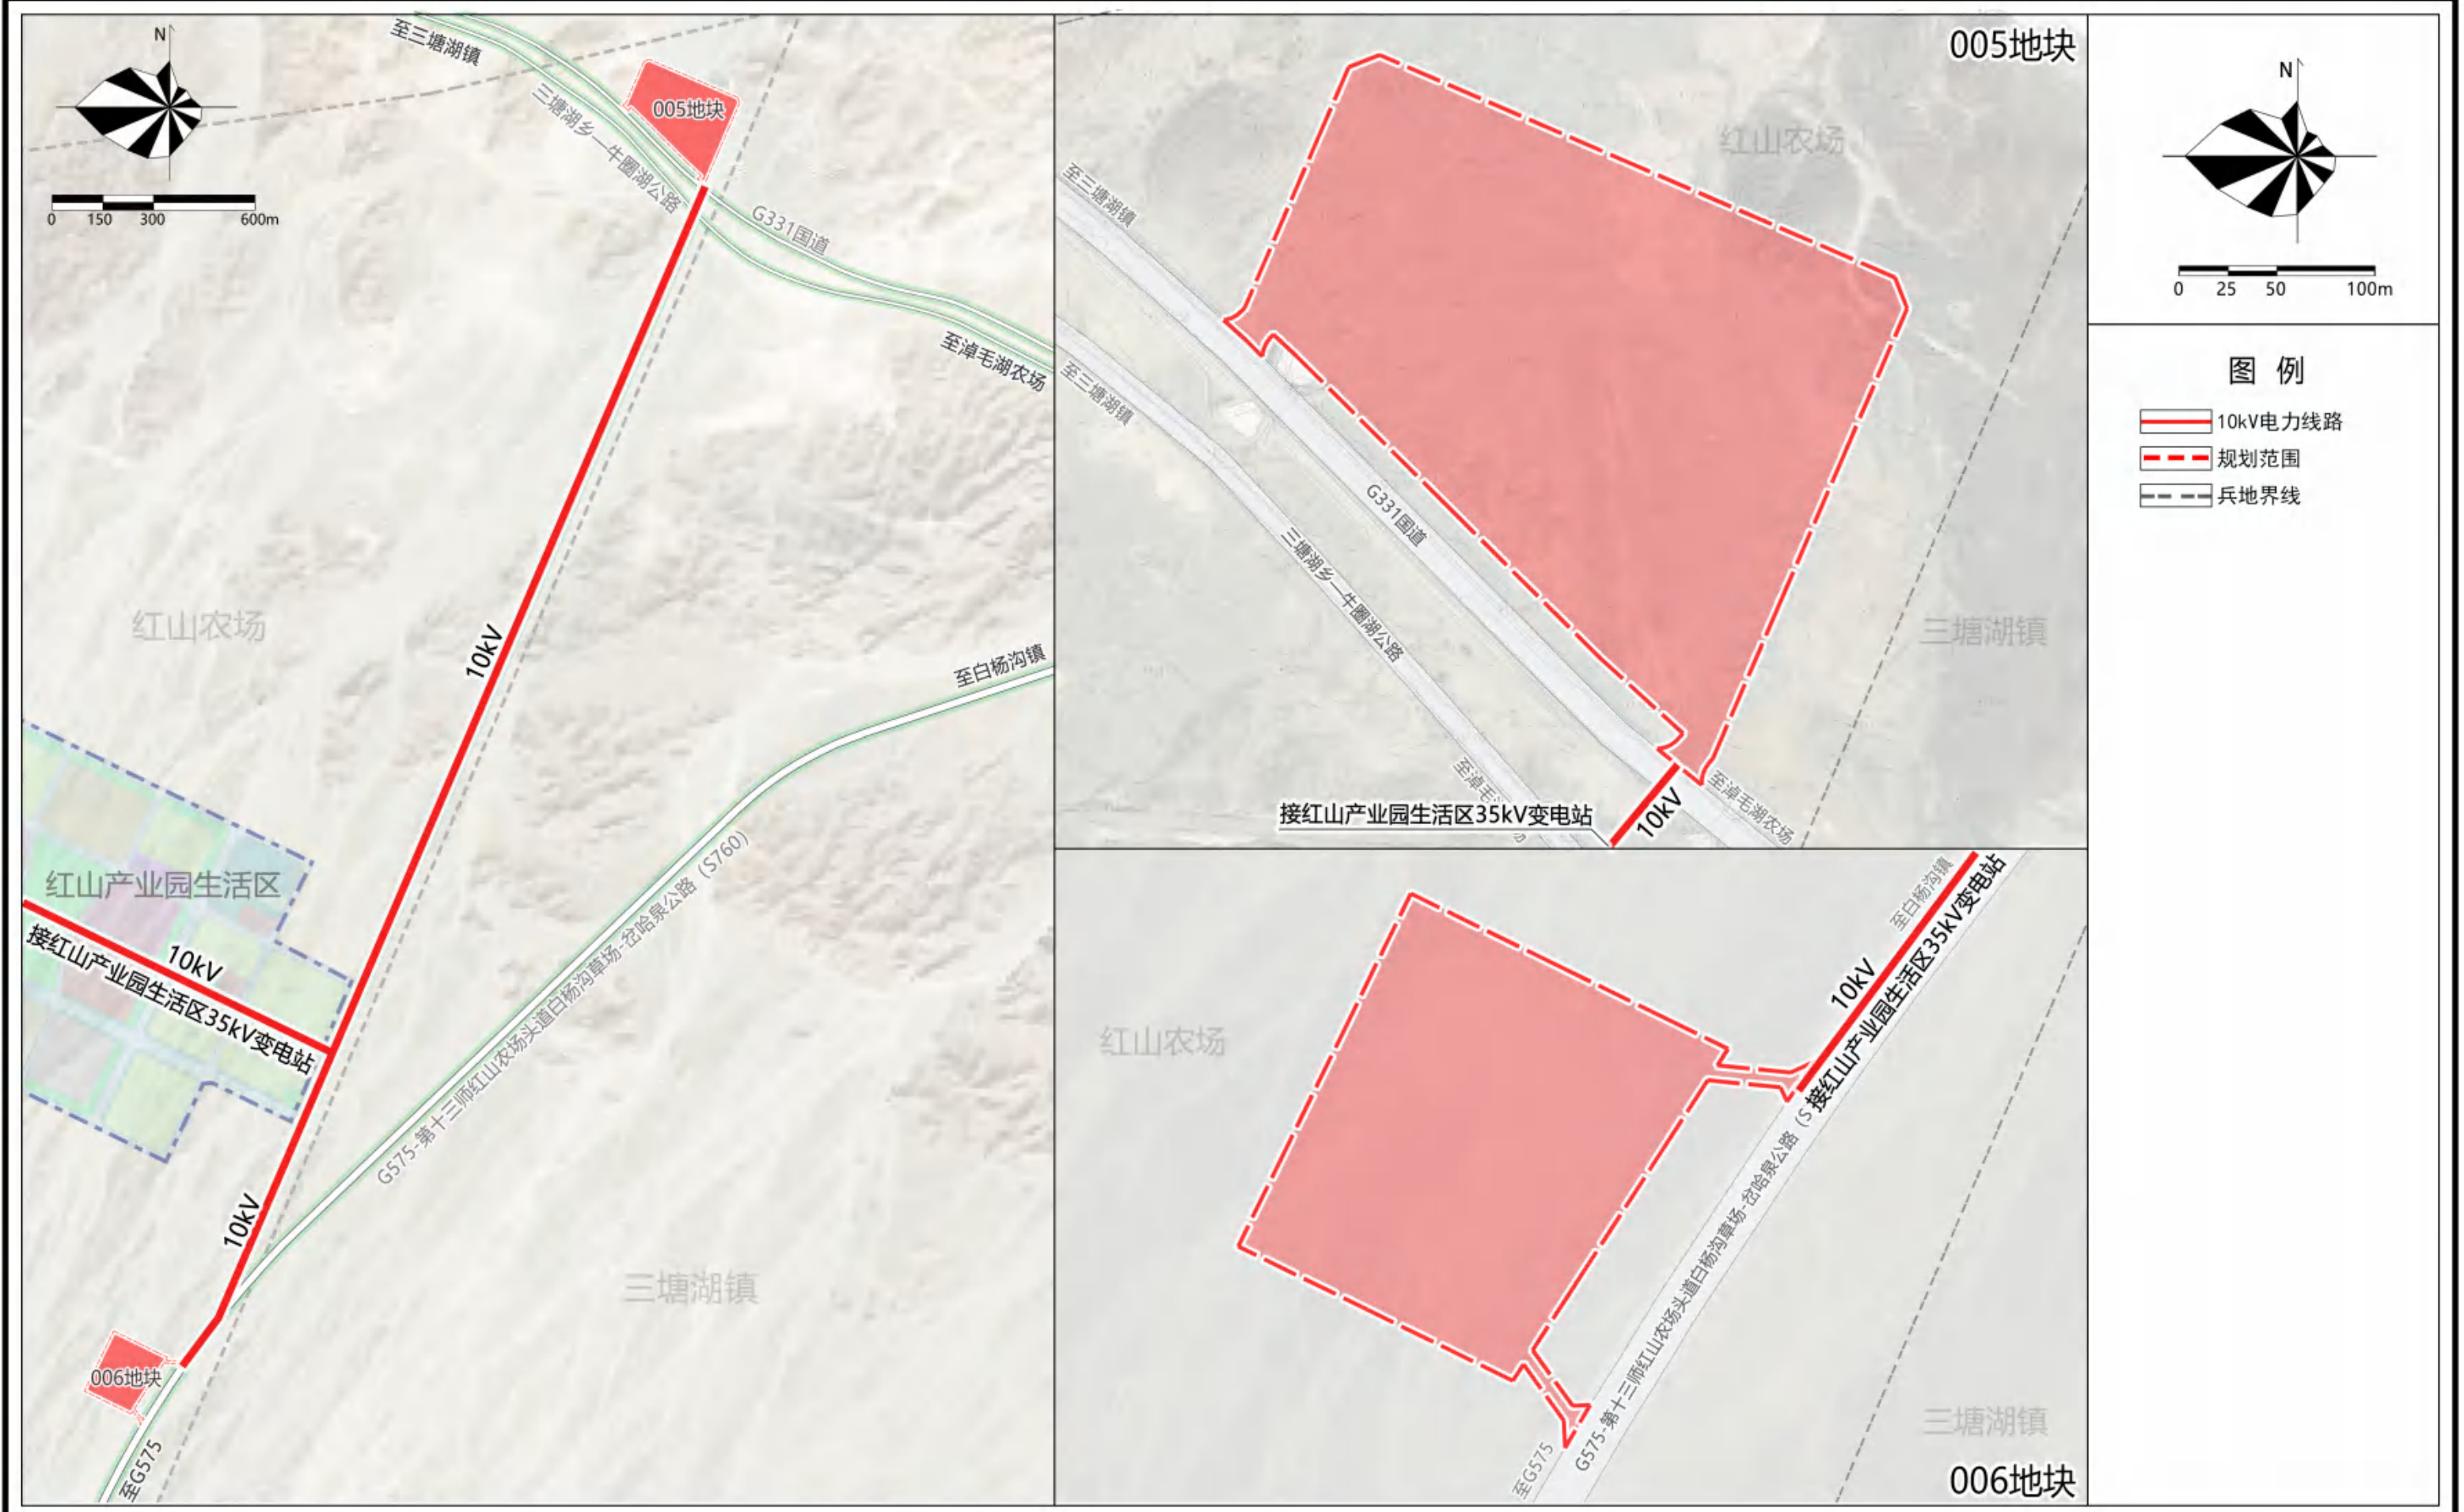 N
0 150 300 600m
至三塘湖镇
三塘湖乡—牛圈湖公路
005地块
G331国道
至淖毛湖农场
10kV
红山农场
至白杨沟镇
红山产业园生活区
10kV
接红山产业园生活区35kV变电站
G575-第十三师红山农场头道白杨沟草场-岔哈泉公路（S760）
10kV
三塘湖镇
006地块
至G575
005地块
红山农场
至三塘湖镇
至三塘湖镇
G331国道
三塘湖乡—牛圈湖公路
三塘湖镇
至淖毛湖农场
至淖毛湖农场
接红山产业园生活区35kV变电站
10kV
至白杨沟镇
10kV
接红山产业园生活区35kV变电站
红山农场
G575-第十三师红山农场头道白杨沟草场-岔哈泉公路（S
三塘湖镇
至G575
006地块
N
0 25 50 100m
图 例
10kV电力线路
规划范围
兵地界线